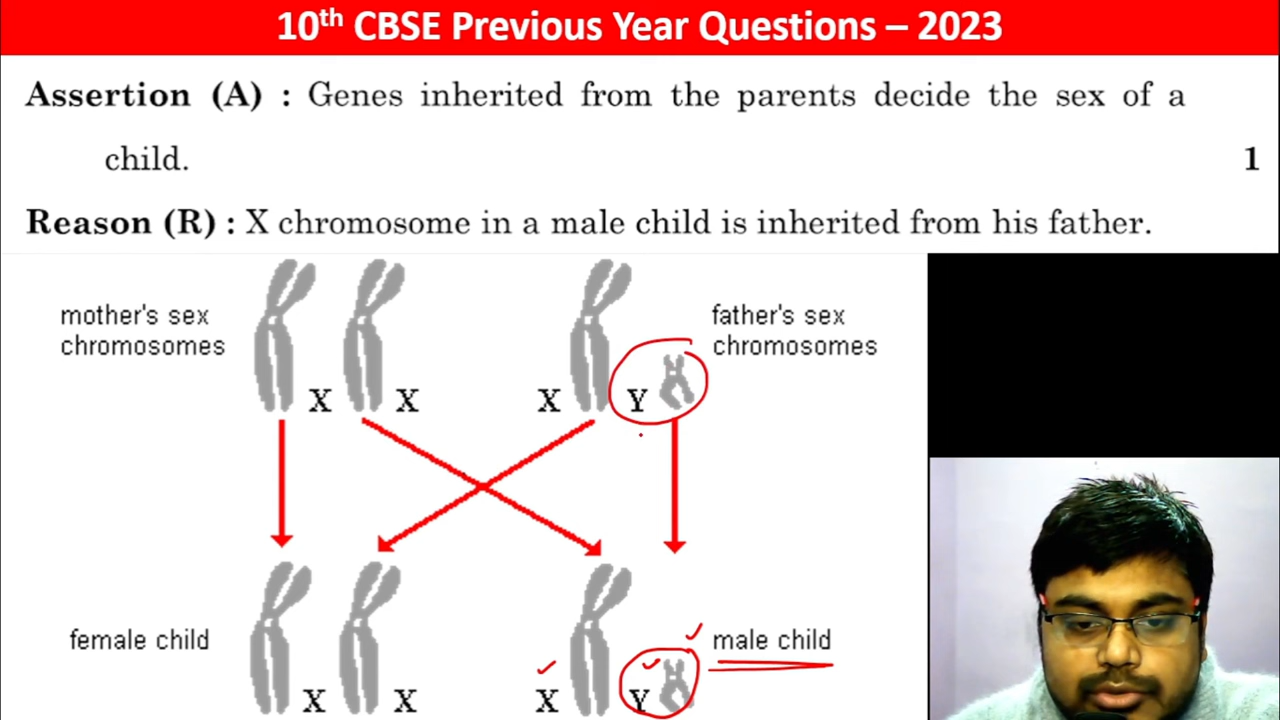 10th CBSE Previous Year Questions – 2023
Assertion (A) : Genes inherited from the parents decide the sex of a
child. 1
Reason (R) : X chromosome in a male child is inherited from his father.
mother's sex
chromosomes
X X
X Y
father's sex
chromosomes
female child
X X
X Y
male child